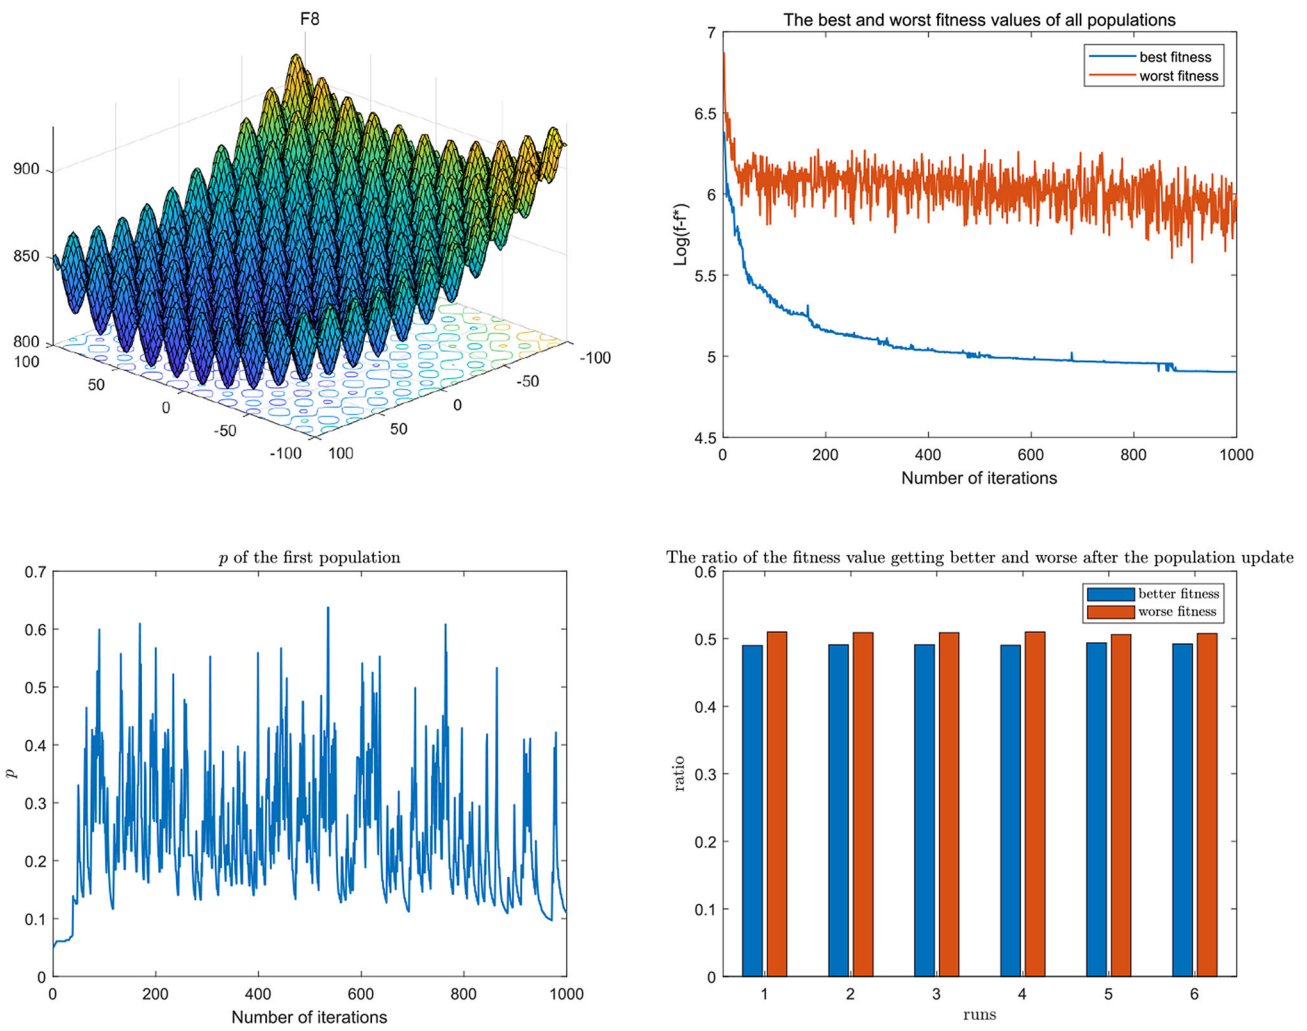 F8
900
850
800
100
50
0
-50
-100
100
50
0
-50
-100
The best and worst fitness values of all populations
7
6.5
6
5.5
5
4.5
Log(f-f*)
best fitness
worst fitness
0 200 400 600 800 1000
Number of iterations
p of the first population
0.7
0.6
0.5
0.4
0.3
0.2
0.1
0
p
0 200 400 600 800 1000
Number of iterations
The ratio of the fitness value getting better and worse after the population update
0.6
0.5
0.4
0.3
0.2
0.1
0
ratio
better fitness
worse fitness
1 2 3 4 5 6
runs